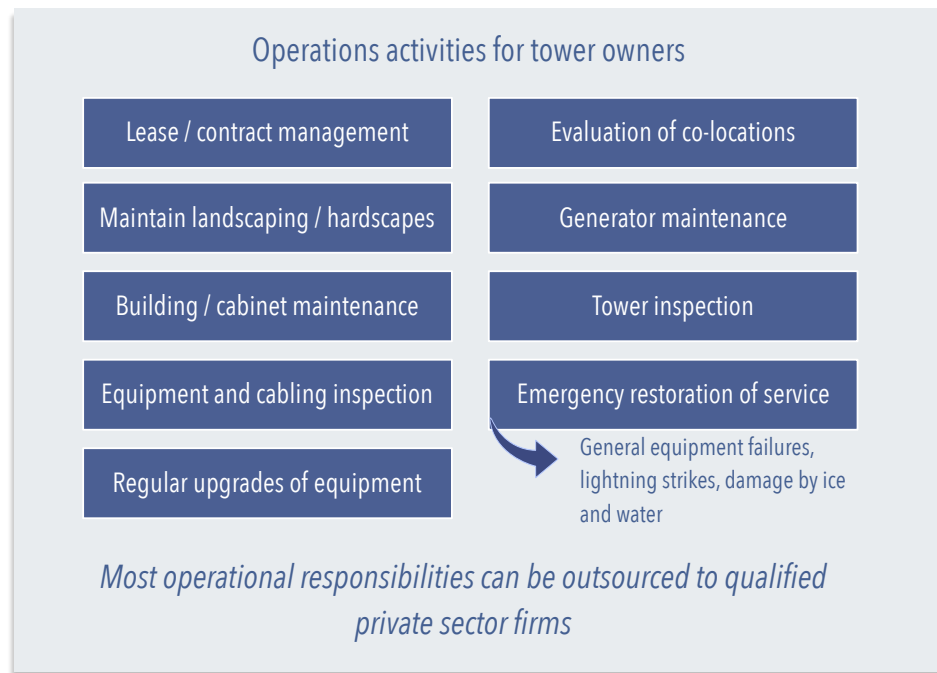 Operations activities for tower owners
Lease / contract management
Evaluation of co-locations
Maintain landscaping / hardscapes
Generator maintenance
Building / cabinet maintenance
Tower inspection
Equipment and cabling inspection
Emergency restoration of service
General equipment failures,
lightning strikes, damage by ice
and water
Regular upgrades of equipment
Most operational responsibilities can be outsourced to qualified
private sector firms